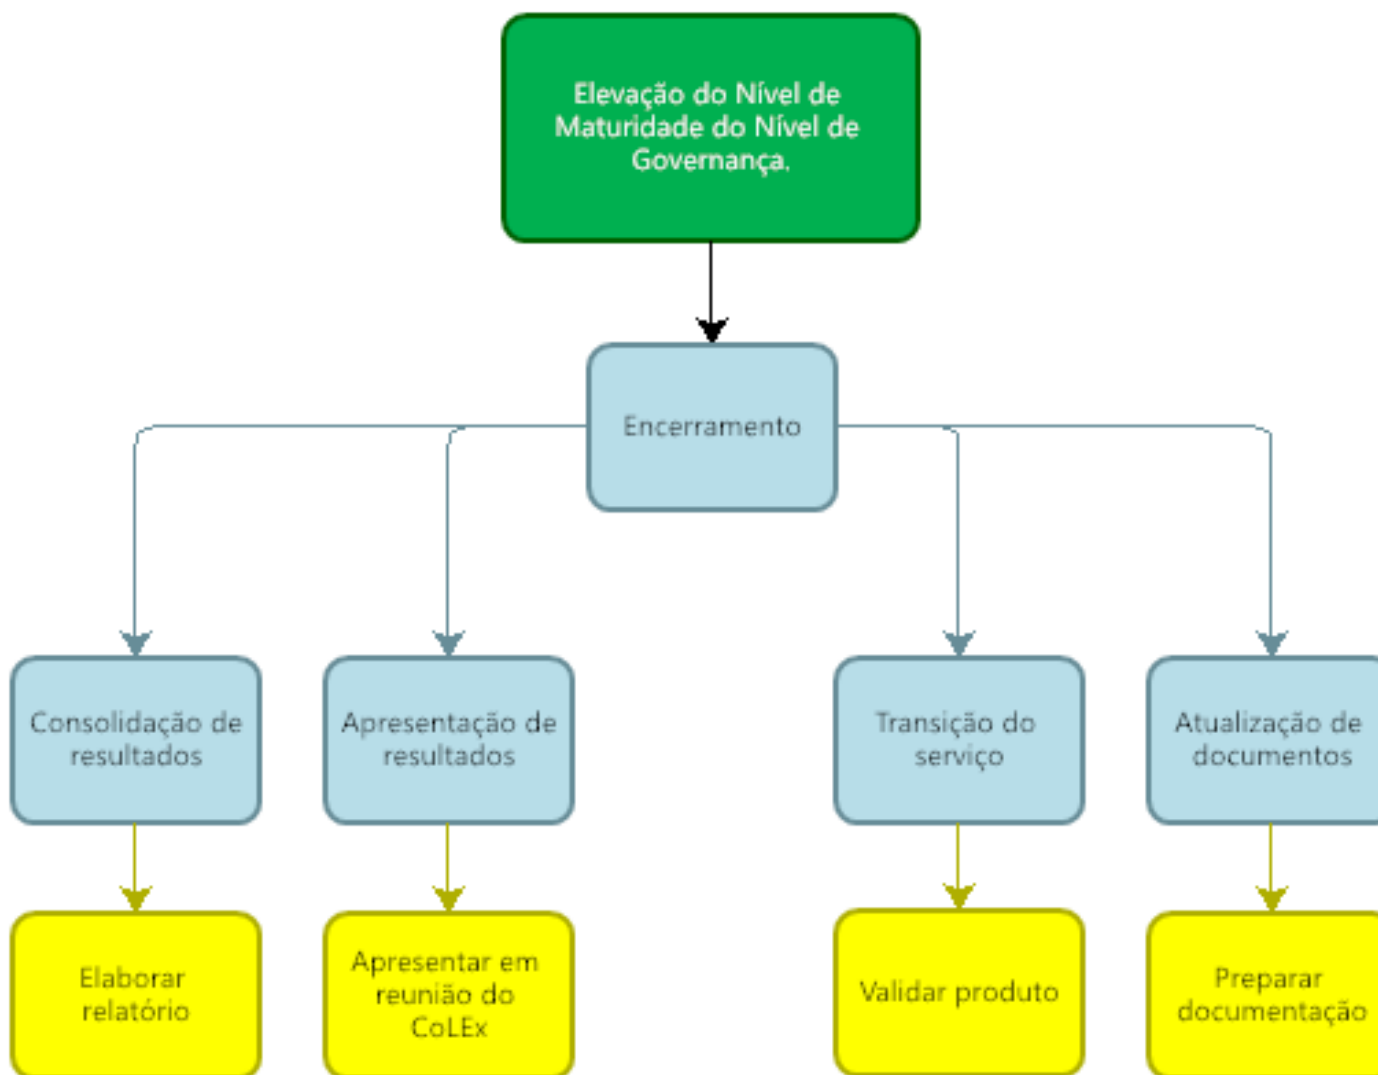 Elevação do Nível de
Maturidade do Nível de
Governança.
Encerramento
Consolidação de
resultados
Apresentação de
resultados
Transição do
serviço
Atualização de
documentos
Elaborar
relatório
Apresentar em
reunião do
CoLEx
Validar produto
Preparar
documentação